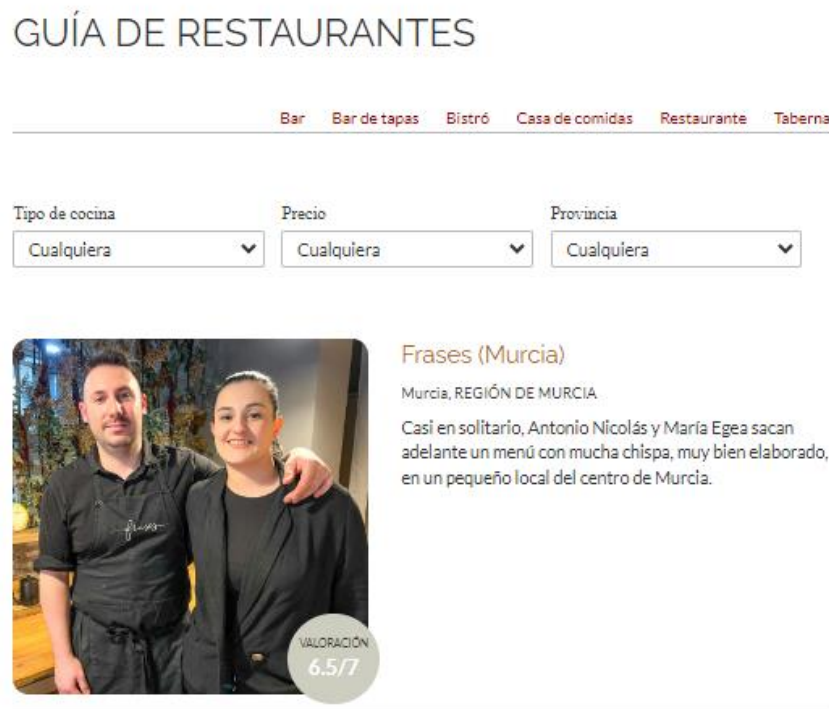 GUÍA DE RESTAURANTES
Bar Bar de tapas Bistró Casa de comidas Restaurante Taberna
Tipo de cocina Precio Provincia
Cualquiera Cualquiera Cualquiera
Frases (Murcia)
Murcia, REGIÓN DE MURCIA
Casi en solitario, Antonio Nicolás y María Egea sacan
adelante un menú con mucha chispa, muy bien elaborado,
en un pequeño local del centro de Murcia.
frases
VALORACIÓN
6.5/7